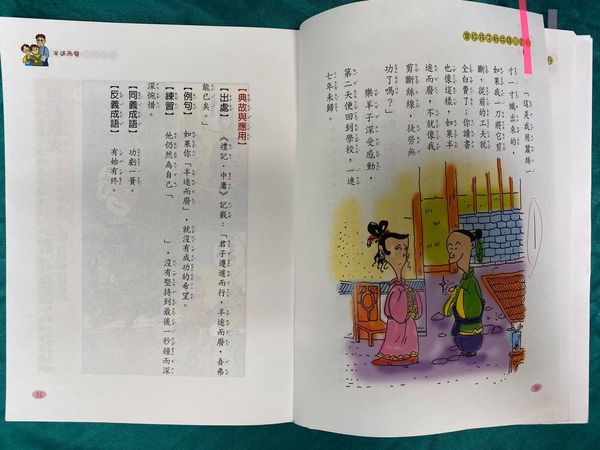 「這是我用蠶絲一
寸一寸織出來的，
如果我一刀將它剪
斷，從前的工夫就
全白費了；你讀書
也像這樣，如果半
途而廢，不就像我
剪斷絲線，徒勞無
功了嗎？」
樂羊子深受感動，
第二天便回到學校，一連
七年未歸。
50
半途而廢
【典故與應用】
【出處】《禮記．中庸》記載：「君子遵道而行，半途而廢，吾弗
能已矣。」
【例句】如果你「半途而廢」，就沒有成功的希望。
【練習】他仍然為自己「　　　　」，沒有堅持到最後一秒鐘而深
深惋惜。
【同義成語】功虧一簣。
【反義成語】有始有終。
51